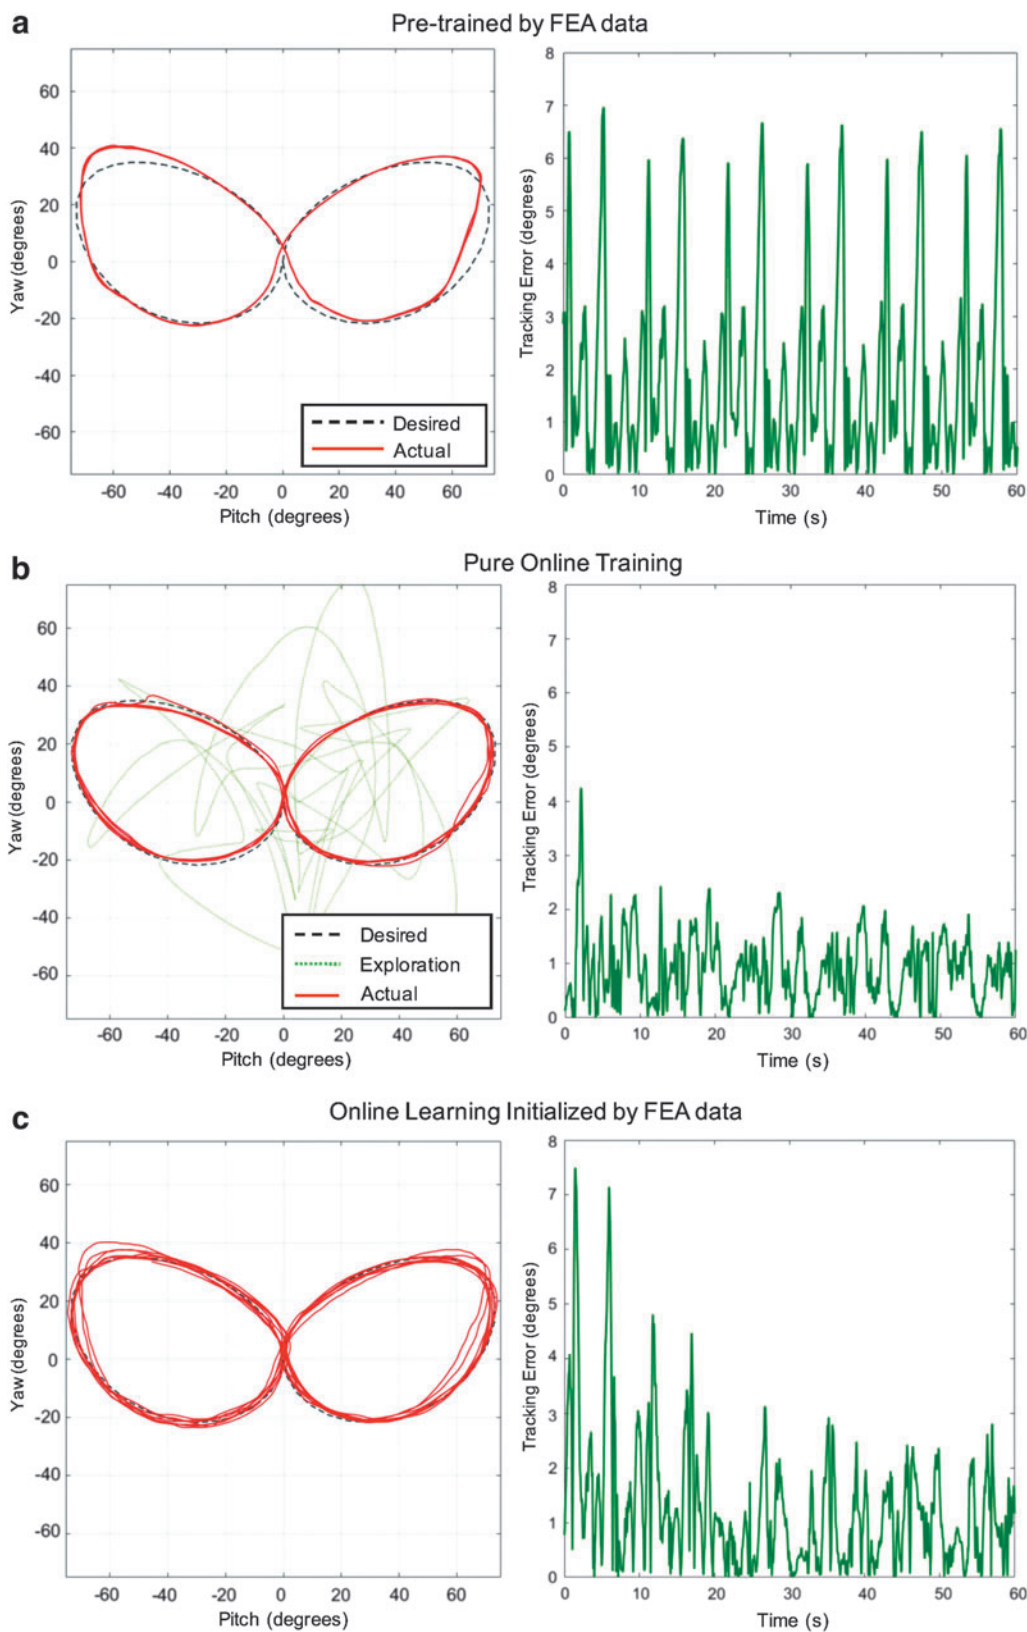 a
Pre-trained by FEA data
60
40
20
0
-20
-40
-60
Yaw (degrees)
-60 -40 -20 0 20 40 60
Pitch (degrees)
Desired
Actual
8
7
6
5
4
3
2
1
0
Tracking Error (degrees)
0 10 20 30 40 50 60
Time (s)
b
Pure Online Training
60
40
20
0
-20
-40
-60
Yaw (degrees)
-60 -40 -20 0 20 40 60
Pitch (degrees)
Desired
Exploration
Actual
8
7
6
5
4
3
2
1
0
Tracking Error (degrees)
0 10 20 30 40 50 60
Time (s)
c
Online Learning Initialized by FEA data
60
40
20
0
-20
-40
-60
Yaw (degrees)
-60 -40 -20 0 20 40 60
Pitch (degrees)
8
7
6
5
4
3
2
1
0
Tracking Error (degrees)
0 10 20 30 40 50 60
Time (s)